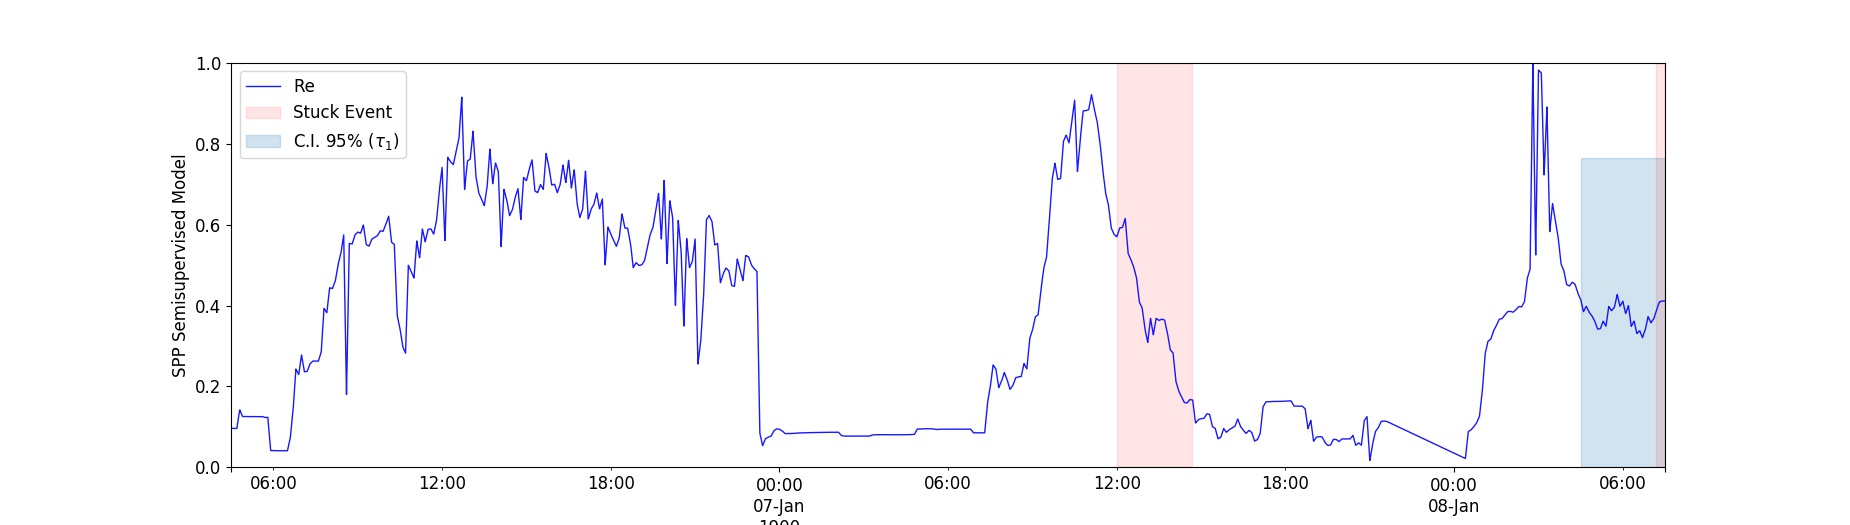 SPP Semisupervised Model
1.0
0.8
0.6
0.4
0.2
0.0
Re
Stuck Event
C.I. 95% (τ₁)
06:00 12:00 18:00 00:00 06:00 12:00 18:00 00:00 06:00
07-Jan 08-Jan
1900